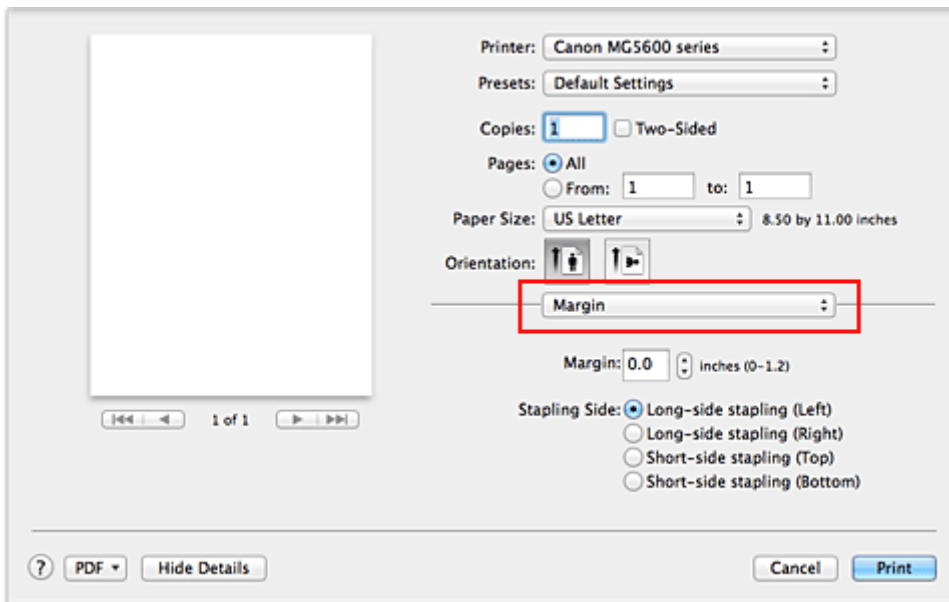 Printer: Canon MG5600 series
Presets: Default Settings
Copies: 1 Two-Sided
Pages: All
From: 1 to: 1
Paper Size: US Letter 8.50 by 11.00 inches
Orientation:
Margin
Margin: 0.0 inches (0-1.2)
Stapling Side: Long-side stapling (Left)
Long-side stapling (Right)
Short-side stapling (Top)
Short-side stapling (Bottom)
1 of 1
? PDF Hide Details Cancel Print